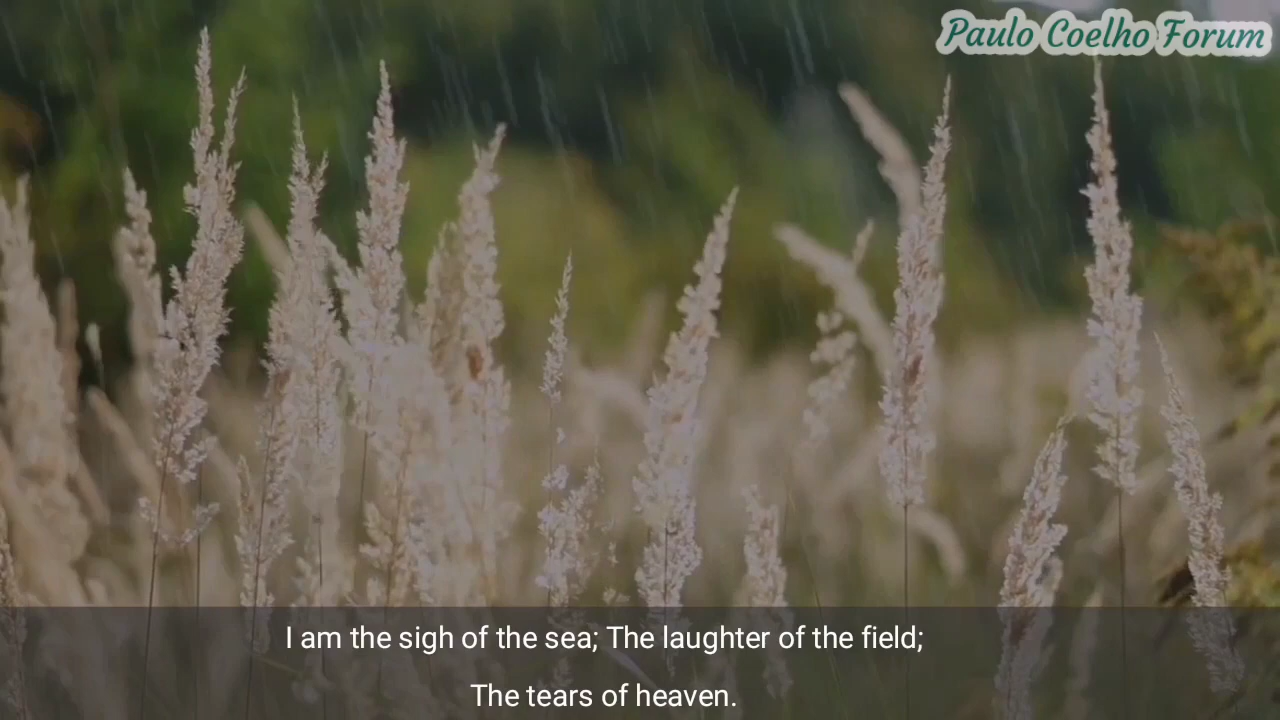 Paulo Coelho Forum
I am the sigh of the sea; The laughter of the field;
The tears of heaven.